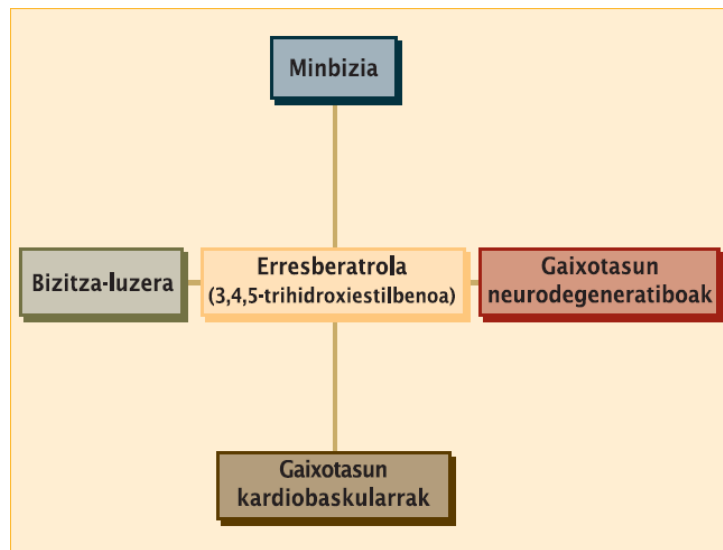 Minbizia
Bizitza-luzera
Erresberatrola
(3,4,5-trihidroxiestilbenoa)
Gaixotasun
neurodegeneratiboak
Gaixotasun
kardiobaskularrak